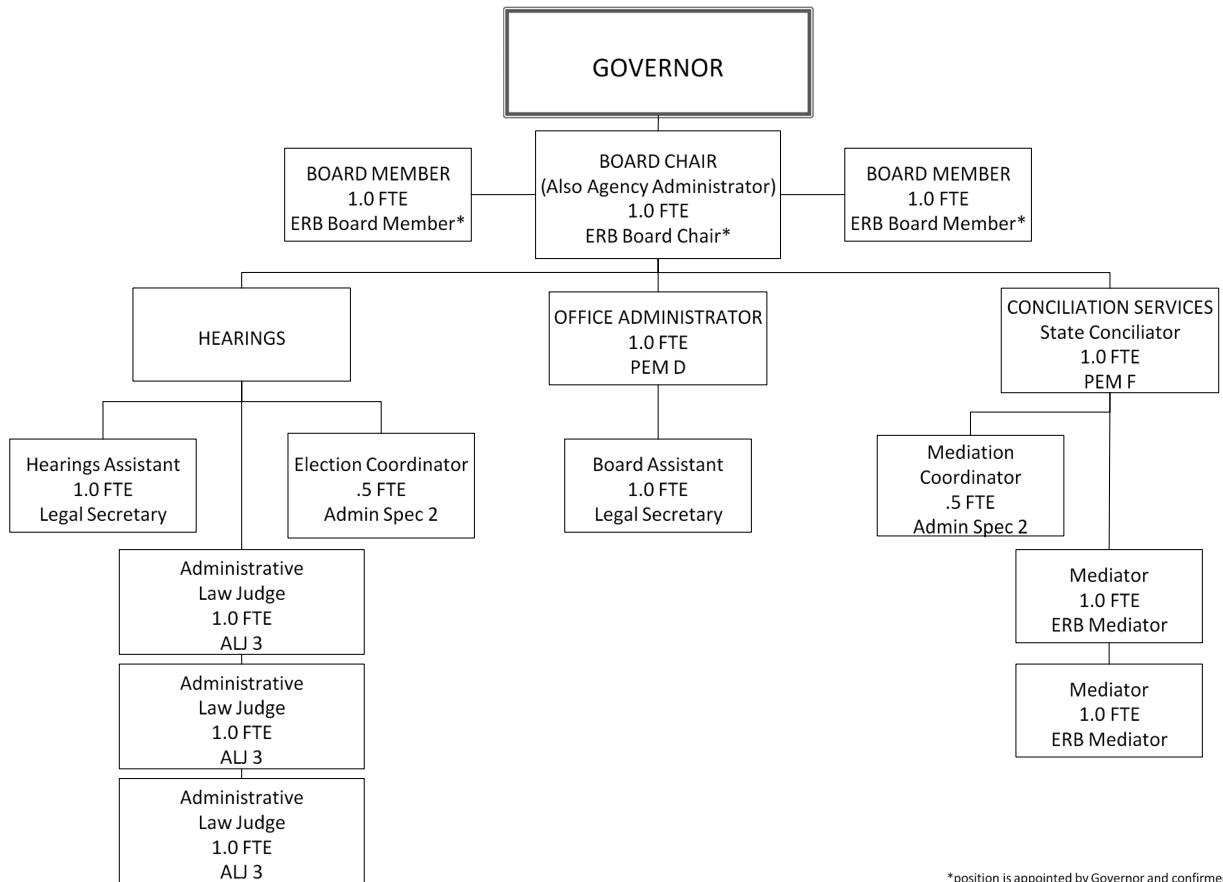 GOVERNOR
BOARD MEMBER
1.0 FTE
ERB Board Member*
BOARD CHAIR
(Also Agency Administrator)
1.0 FTE
ERB Board Chair*
BOARD MEMBER
1.0 FTE
ERB Board Member*
HEARINGS
OFFICE ADMINISTRATOR
1.0 FTE
PEM D
CONCILIATION SERVICES
State Conciliator
1.0 FTE
PEM F
Hearings Assistant
1.0 FTE
Legal Secretary
Election Coordinator
.5 FTE
Admin Spec 2
Board Assistant
1.0 FTE
Legal Secretary
Mediation
Coordinator
.5 FTE
Admin Spec 2
Administrative
Law Judge
1.0 FTE
ALJ 3
Mediator
1.0 FTE
ERB Mediator
Administrative
Law Judge
1.0 FTE
ALJ 3
Mediator
1.0 FTE
ERB Mediator
Administrative
Law Judge
1.0 FTE
ALJ 3
*position is appointed by Governor and confirme